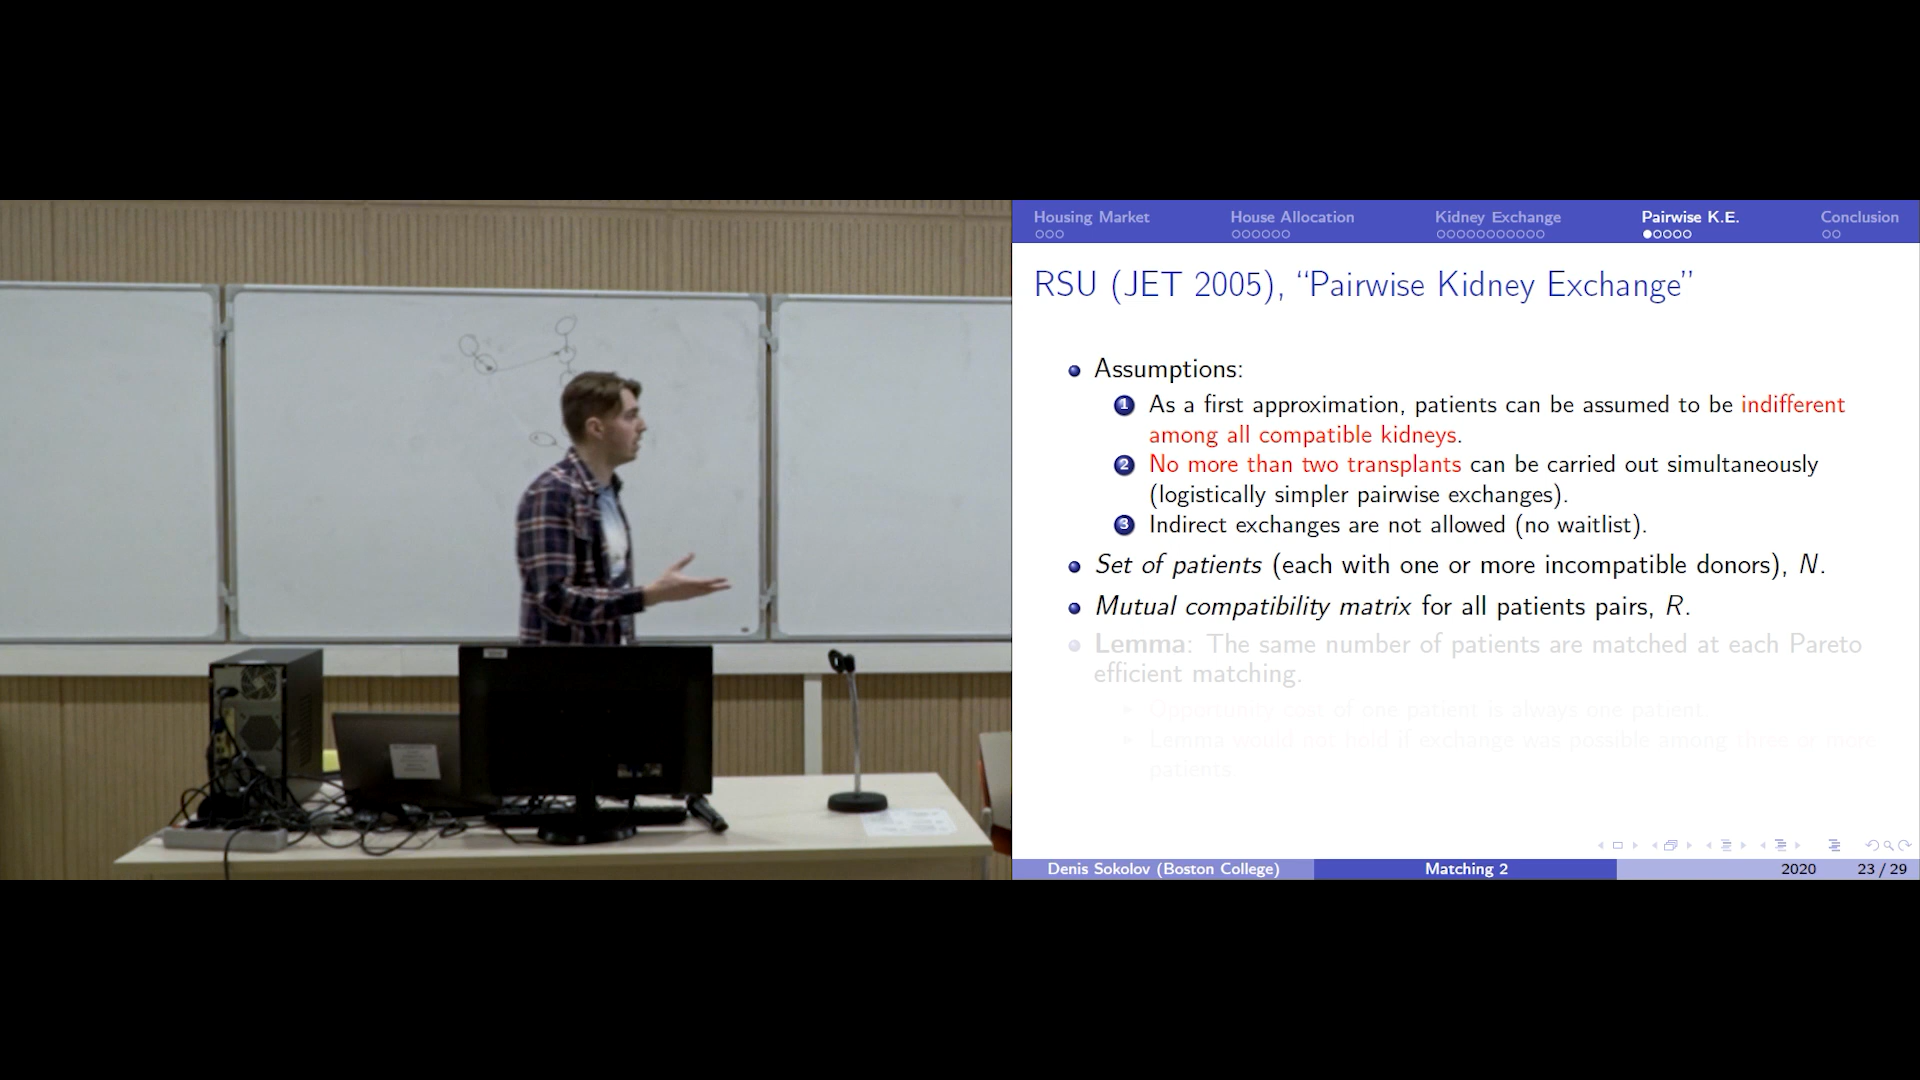 Housing Market House Allocation Kidney Exchange Pairwise K.E. Conclusion
RSU (JET 2005), “Pairwise Kidney Exchange”
Assumptions:
1 As a first approximation, patients can be assumed to be indifferent
among all compatible kidneys.
2 No more than two transplants can be carried out simultaneously
(logistically simpler pairwise exchanges).
3 Indirect exchanges are not allowed (no waitlist).
Set of patients (each with one or more incompatible donors), N.
Mutual compatibility matrix for all patients pairs, R.
Lemma: The same number of patients are matched at each Pareto
efficient matching.
Opportunity cost of one patient is always one patient
Lemma would not hold if exchange was possible among three or more
patients
Denis Sokolov (Boston College) Matching 2 2020 23 / 29